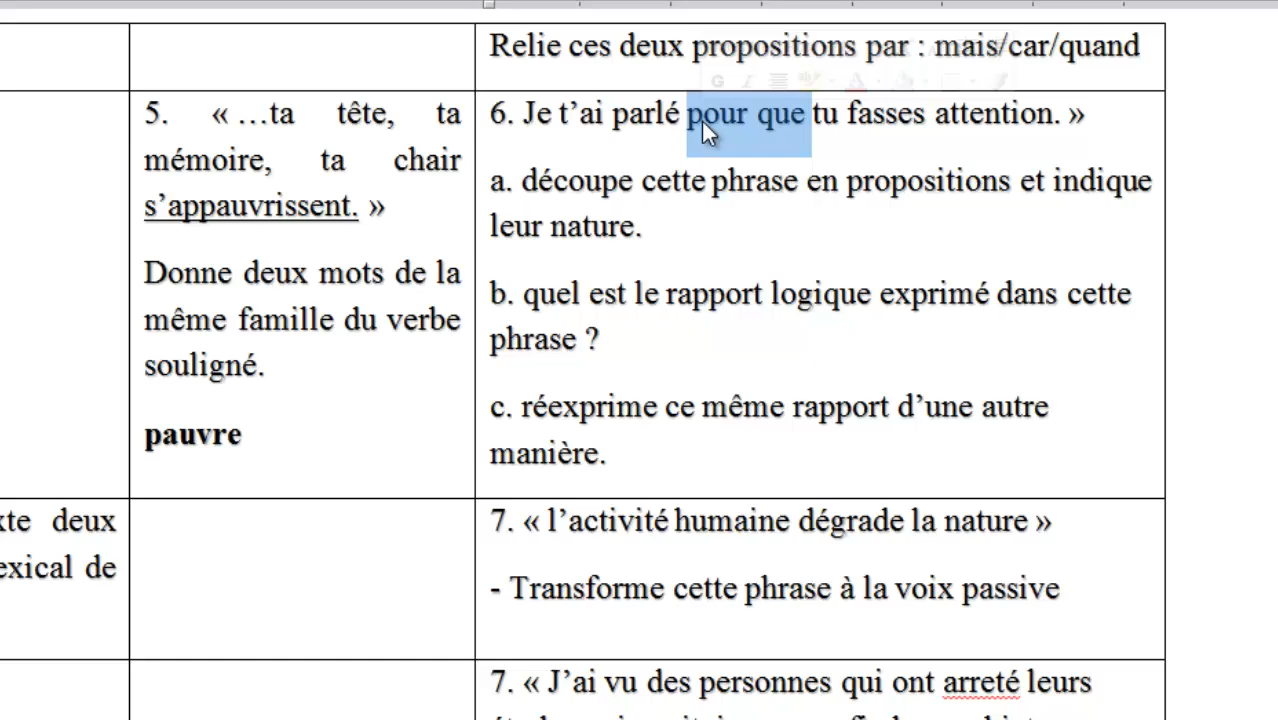 Relie ces deux propositions par : mais/car/quand
5. « …ta tête, ta
mémoire, ta chair
s’appauvrissent. »
Donne deux mots de la
même famille du verbe
souligné.
pauvre
6. Je t’ai parlé pour que tu fasses attention. »
a. découpe cette phrase en propositions et indique
leur nature.
b. quel est le rapport logique exprimé dans cette
phrase ?
c. réexprime ce même rapport d’une autre
manière.
deux
de
7. « l’activité humaine dégrade la nature »
- Transforme cette phrase à la voix passive
7. « J’ai vu des personnes qui ont arreté leurs